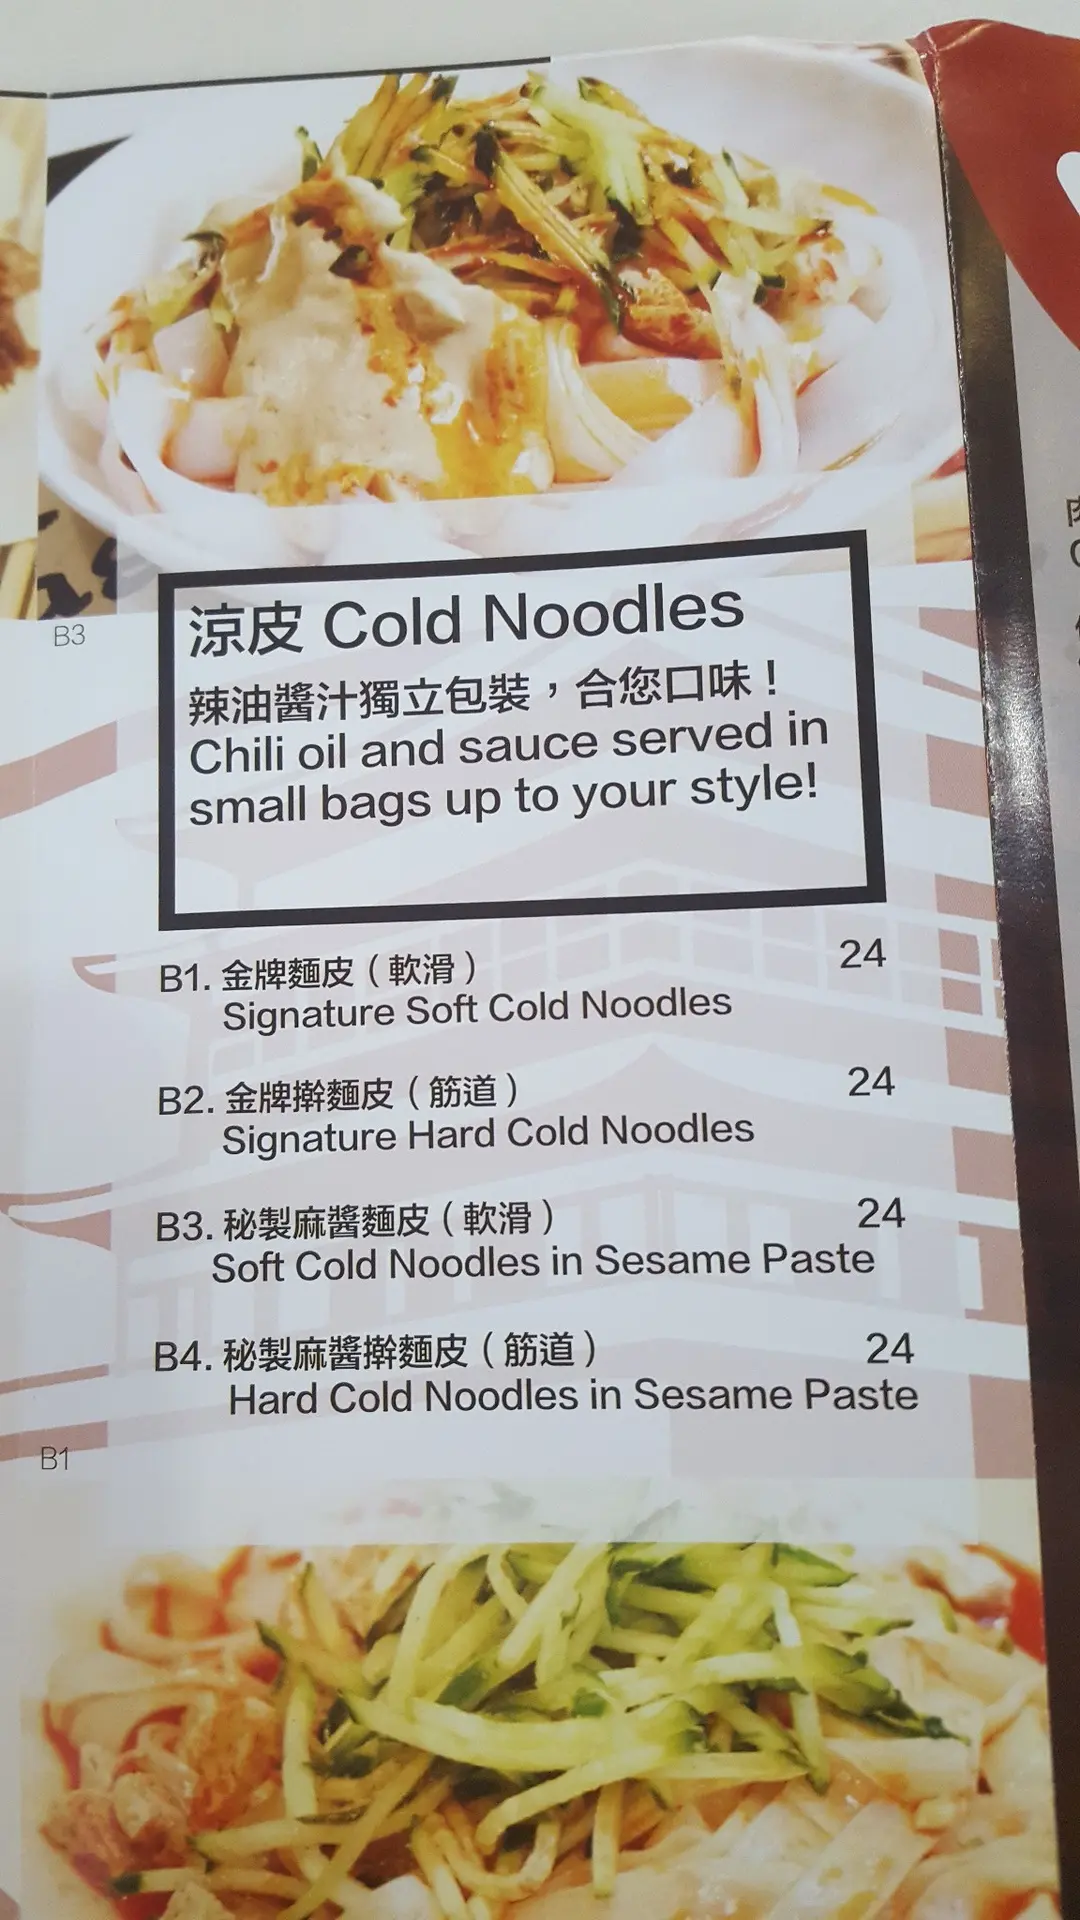 B3
涼皮 Cold Noodles
辣油醬汁獨立包裝，合您口味！
Chili oil and sauce served in
small bags up to your style!
B1. 金牌麵皮（軟滑） 24
Signature Soft Cold Noodles
B2. 金牌擀麵皮（筋道） 24
Signature Hard Cold Noodles
B3. 秘製麻醬麵皮（軟滑） 24
Soft Cold Noodles in Sesame Paste
B4. 秘製麻醬擀麵皮（筋道） 24
Hard Cold Noodles in Sesame Paste
B1